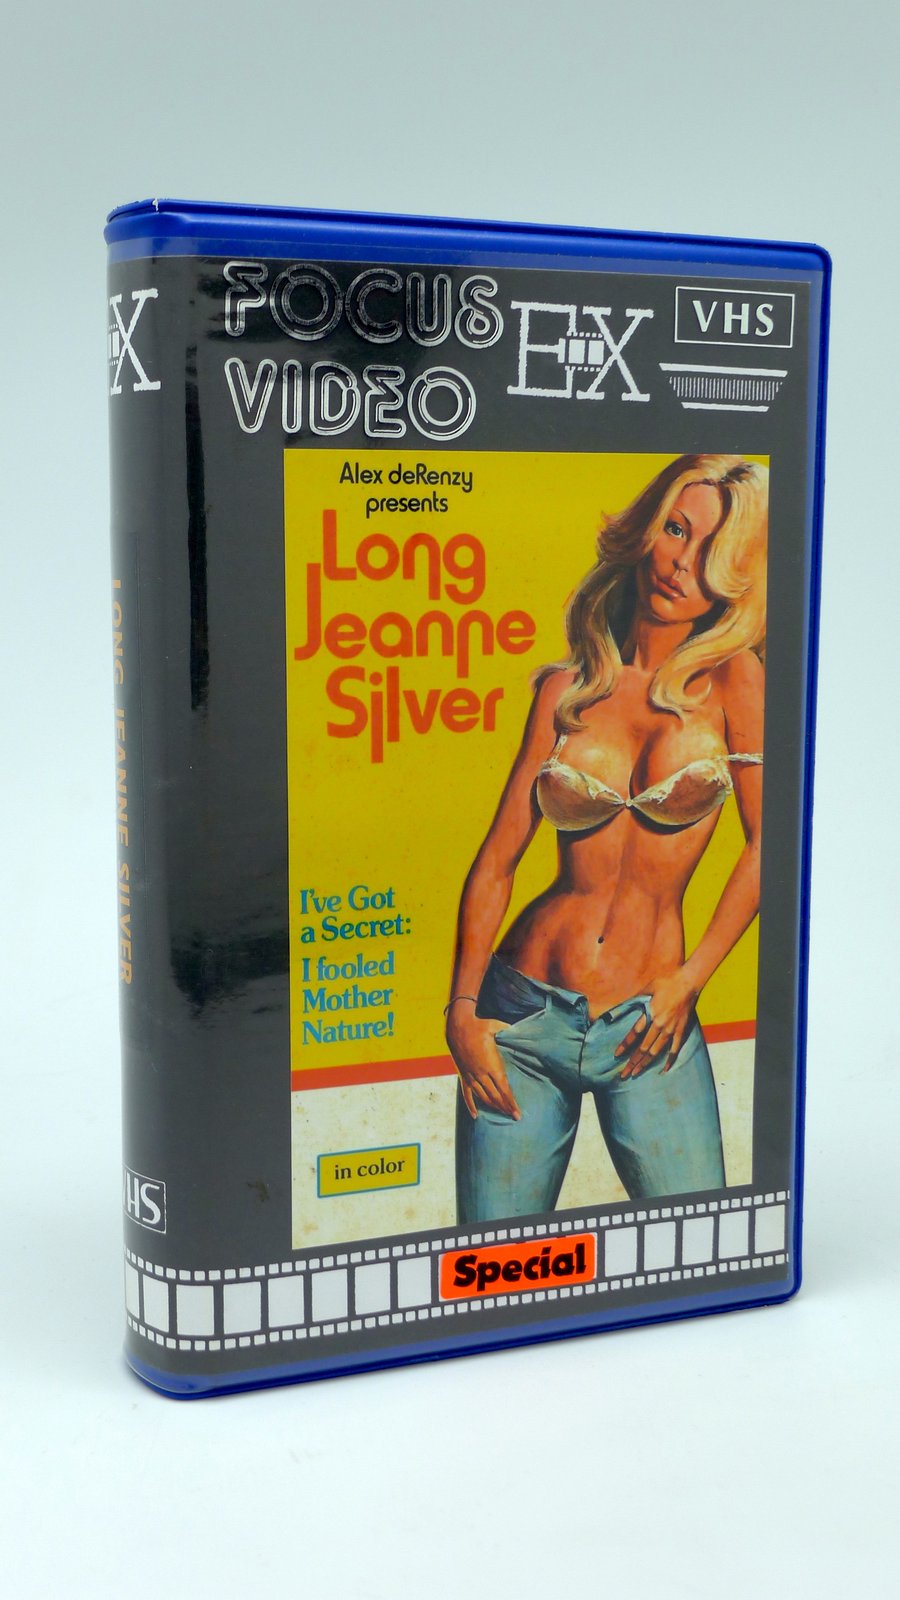 FOCUS
VIDEO
EX
VHS
Alex deRenzy
presents
Long
Jeanne
Silver
I've Got
a Secret:
I fooled
Mother
Nature!
in color
Special
X
LONG JEANNE SILVER
VHS